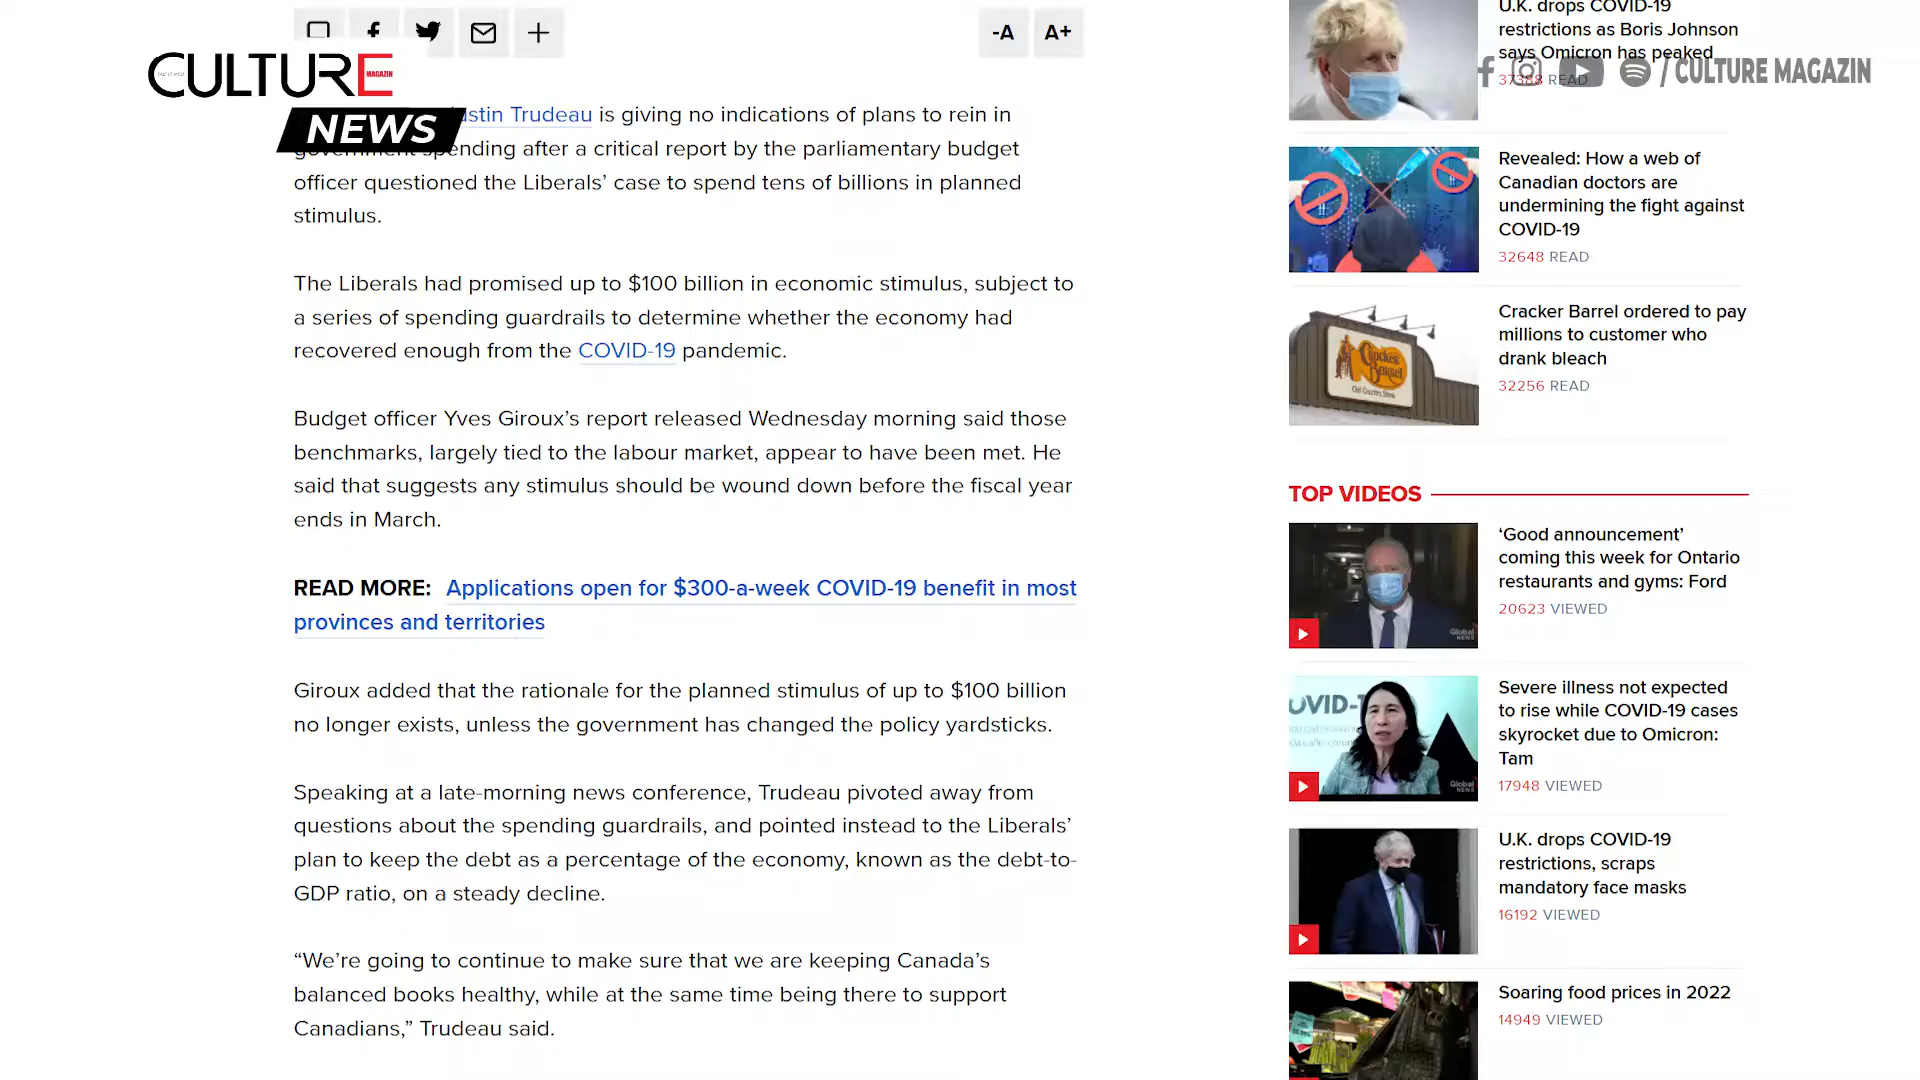 -A A+
CULTURE
MAGAZIN
NEWS
/ CULTURE MAGAZIN
stin Trudeau is giving no indications of plans to rein in
government spending after a critical report by the parliamentary budget
officer questioned the Liberals’ case to spend tens of billions in planned
stimulus.
The Liberals had promised up to $100 billion in economic stimulus, subject to
a series of spending guardrails to determine whether the economy had
recovered enough from the COVID-19 pandemic.
Budget officer Yves Giroux’s report released Wednesday morning said those
benchmarks, largely tied to the labour market, appear to have been met. He
said that suggests any stimulus should be wound down before the fiscal year
ends in March.
READ MORE: Applications open for $300-a-week COVID-19 benefit in most
provinces and territories
Giroux added that the rationale for the planned stimulus of up to $100 billion
no longer exists, unless the government has changed the policy yardsticks.
Speaking at a late-morning news conference, Trudeau pivoted away from
questions about the spending guardrails, and pointed instead to the Liberals’
plan to keep the debt as a percentage of the economy, known as the debt-to-
GDP ratio, on a steady decline.
“We’re going to continue to make sure that we are keeping Canada’s
balanced books healthy, while at the same time being there to support
Canadians,” Trudeau said.
U.K. drops COVID-19
restrictions as Boris Johnson
says Omicron has peaked
37388 READ
Revealed: How a web of
Canadian doctors are
undermining the fight against
COVID-19
32648 READ
Cracker Barrel
Old Country Store
Cracker Barrel ordered to pay
millions to customer who
drank bleach
32256 READ
TOP VIDEOS
Global
NEWS
‘Good announcement’
coming this week for Ontario
restaurants and gyms: Ford
20623 VIEWED
OVID-1
Global
NEWS
Severe illness not expected
to rise while COVID-19 cases
skyrocket due to Omicron:
Tam
17948 VIEWED
U.K. drops COVID-19
restrictions, scraps
mandatory face masks
16192 VIEWED
Soaring food prices in 2022
14949 VIEWED